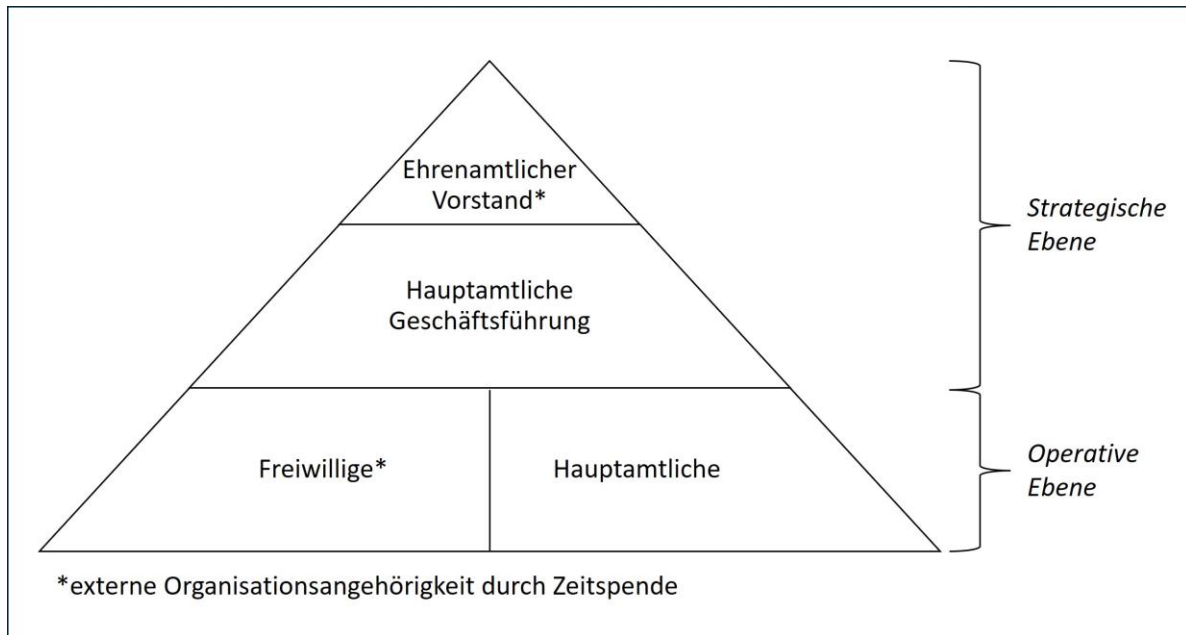 Ehrenamtlicher
Vorstand*
Strategische
Ebene
Hauptamtliche
Geschäftsführung
Freiwillige*
Hauptamtliche
Operative
Ebene
*externe Organisationsangehörigkeit durch Zeitspende